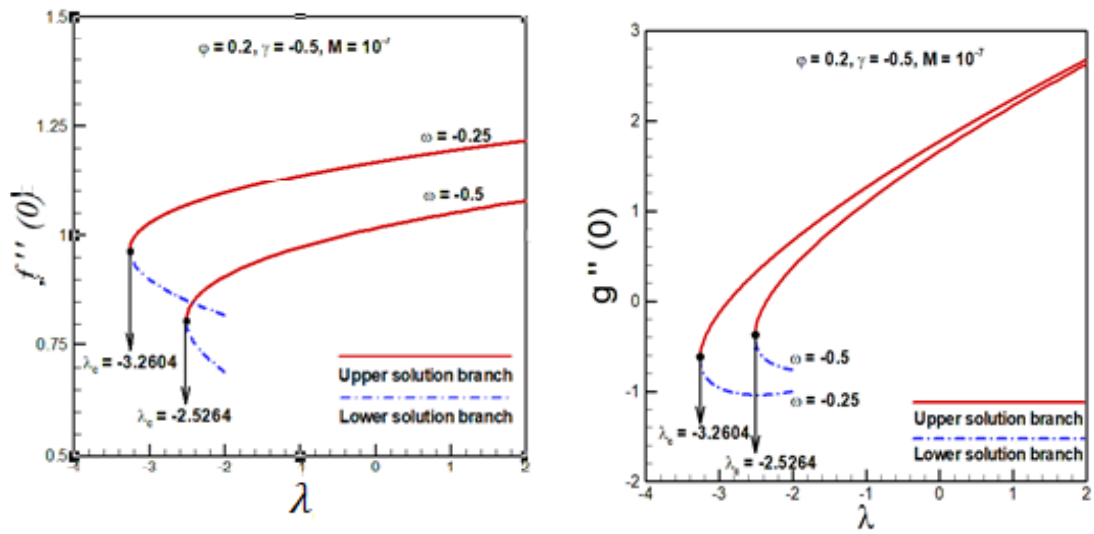 1.5
φ = 0.2, γ = -0.5, M = 10⁻⁷
1.25
ω = -0.25
ω = -0.5
f'' (0)
1
0.75
λc = -3.2604
Upper solution branch
λc = -2.5264
Lower solution branch
0.5
-4 -3 -2 -1 0 1 2
λ
3
φ = 0.2, γ = -0.5, M = 10⁻⁷
2
1
g'' (0)
0
ω = -0.5
-1
ω = -0.25
λc = -3.2604
Upper solution branch
λc = -2.5264
Lower solution branch
-2
-4 -3 -2 -1 0 1 2
λ